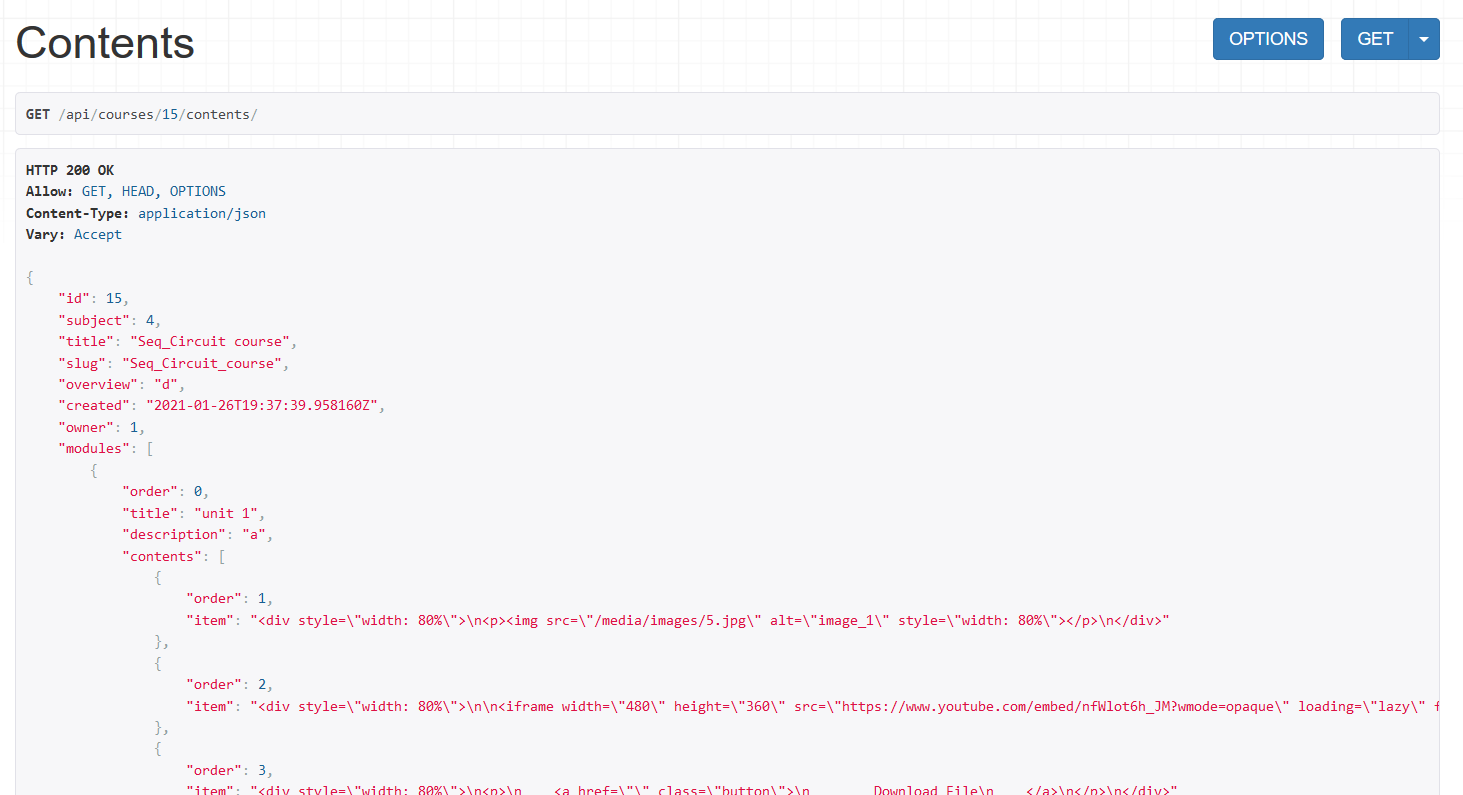 Contents
OPTIONS
GET
GET /api/courses/15/contents/
HTTP 200 OK
Allow: GET, HEAD, OPTIONS
Content-Type: application/json
Vary: Accept
{
"id": 15,
"subject": 4,
"title": "Seq_Circuit course",
"slug": "Seq_Circuit_course",
"overview": "d",
"created": "2021-01-26T19:37:39.958160Z",
"owner": 1,
"modules": [
{
"order": 0,
"title": "unit 1",
"description": "a",
"contents": [
{
"order": 1,
"item": "<div style=\"width: 80%\">\n<p><img src=\"/media/images/5.jpg\" alt=\"image_1\" style=\"width: 80%\"></p>\n</div>"
},
{
"order": 2,
"item": "<div style=\"width: 80%\">\n\n<iframe width=\"480\" height=\"360\" src=\"https://www.youtube.com/embed/nfWlot6h_JM?wmode=opaque\" loading=\"lazy\" f
},
{
"order": 3,
"item": "<div style=\"width: 80%\">\n<p>\n    <a href=\"\" class=\"button\">\n        Download File\n    </a>\n</p>\n</div>"